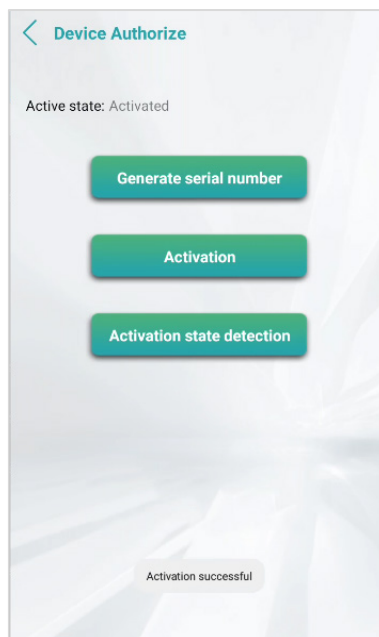 Device Authorize
Active state: Activated
Generate serial number
Activation
Activation state detection
Activation successful